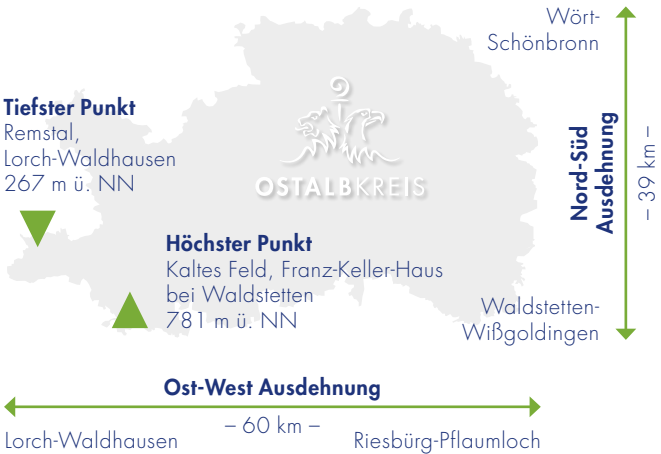 Wört-
Schönbronn
Tiefster Punkt
Remstal,
Lorch-Waldhausen
267 m ü. NN
OSTALBKREIS
Nord-Süd
Ausdehnung
– 39 km –
Höchster Punkt
Kaltes Feld, Franz-Keller-Haus
bei Waldstetten
781 m ü. NN
Waldstetten-
Wißgoldingen
Ost-West Ausdehnung
– 60 km –
Lorch-Waldhausen
Riesbürg-Pflaumloch